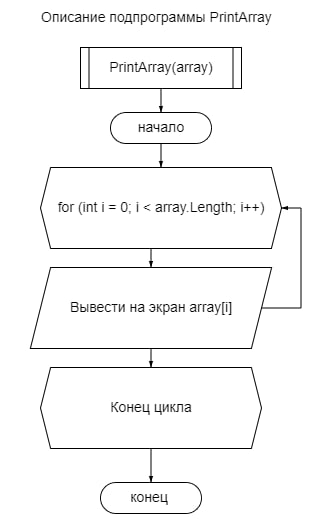 Описание подпрограммы PrintArray
PrintArray(array)
начало
for (int i = 0; i < array.Length; i++)
Вывести на экран array[i]
Конец цикла
конец